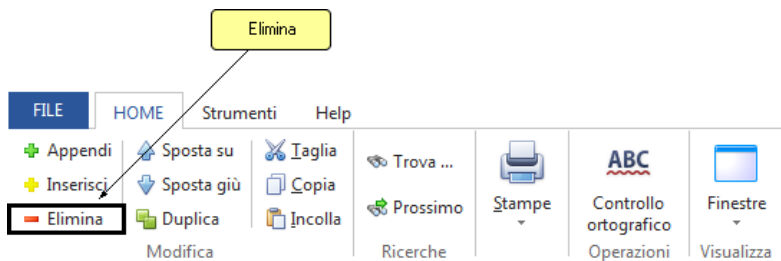 Elimina
FILE HOME Strumenti Help
Appendi Sposta su Taglia
Trova ...
Inserisci Sposta giù Copia
Prossimo
Elimina Duplica Incolla
ABC
Stampe
Controllo
ortografico
Finestre
Modifica Ricerche Operazioni Visualizza